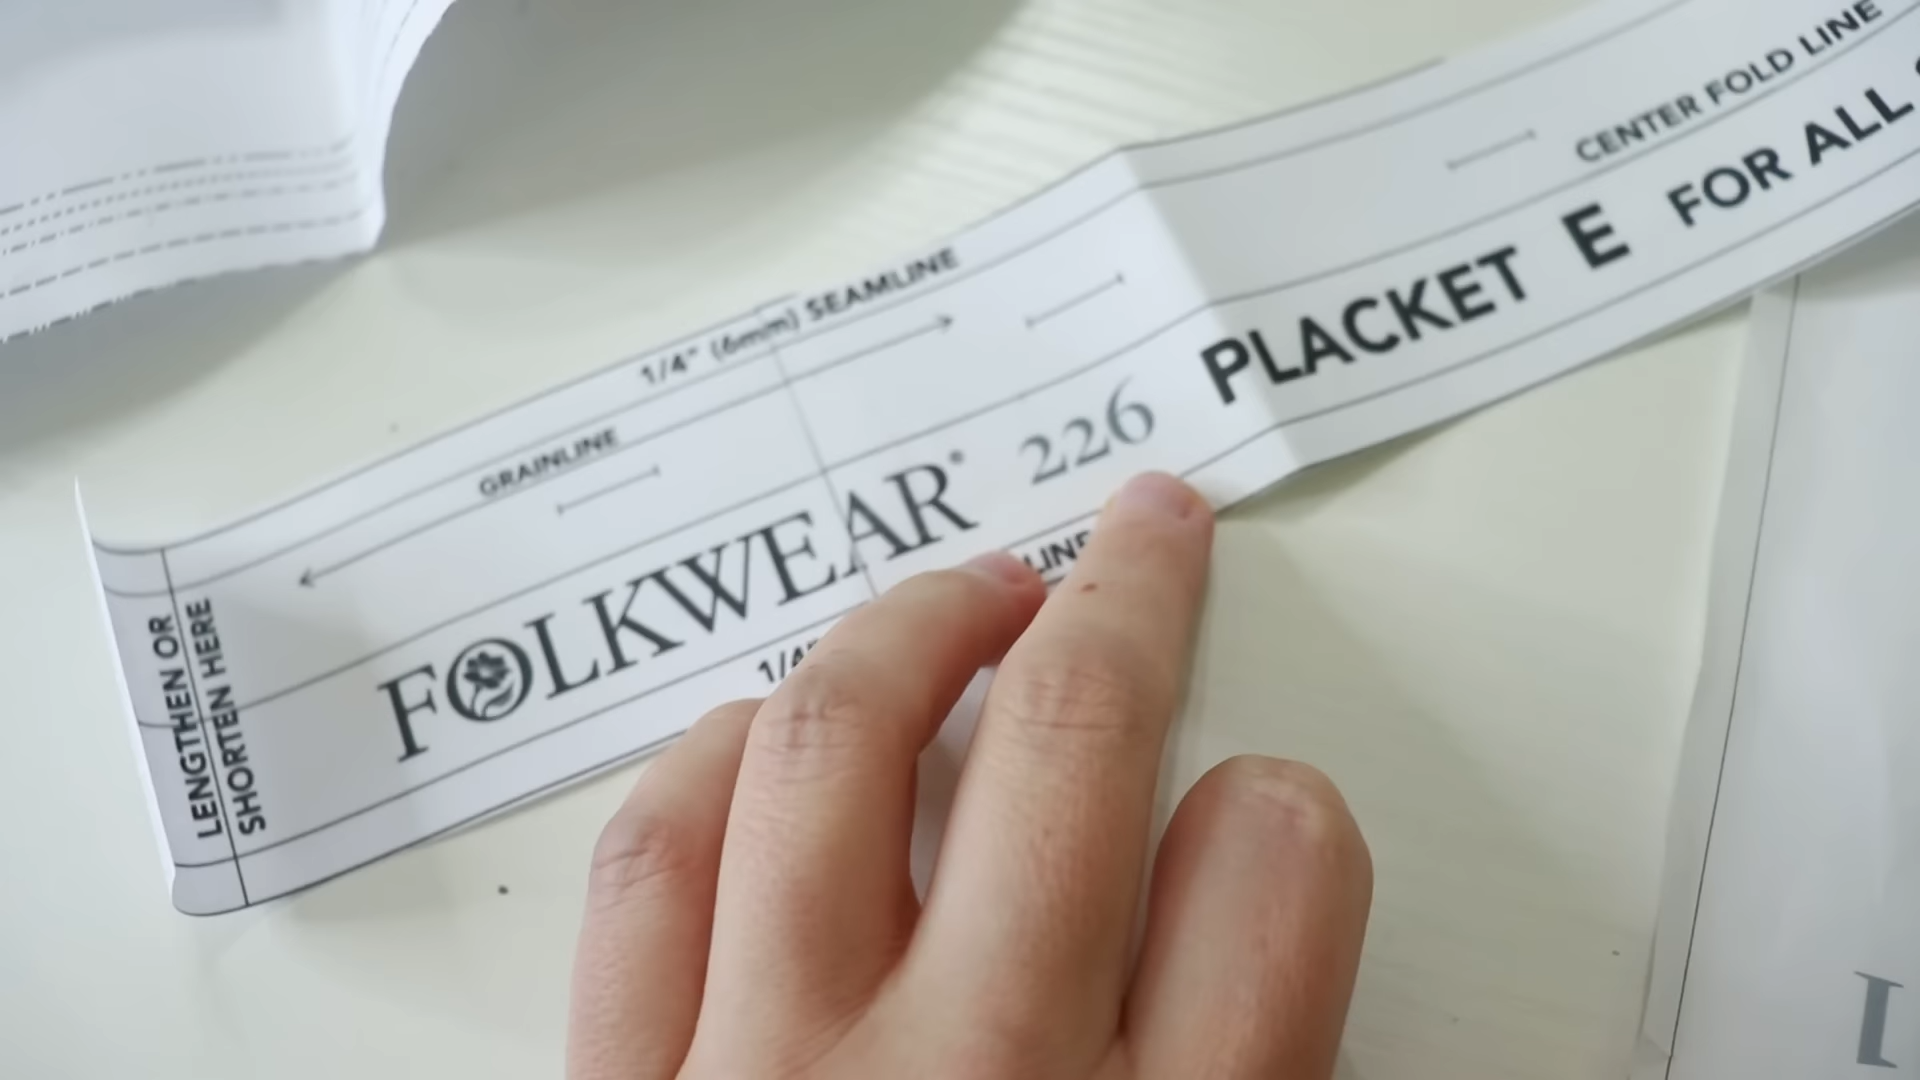 CENTER FOLD LINE
1/4" (6mm) SEAMLINE
GRAINLINE
FOLKWEAR® 226 PLACKET E FOR ALL
LENGTHEN OR
SHORTEN HERE